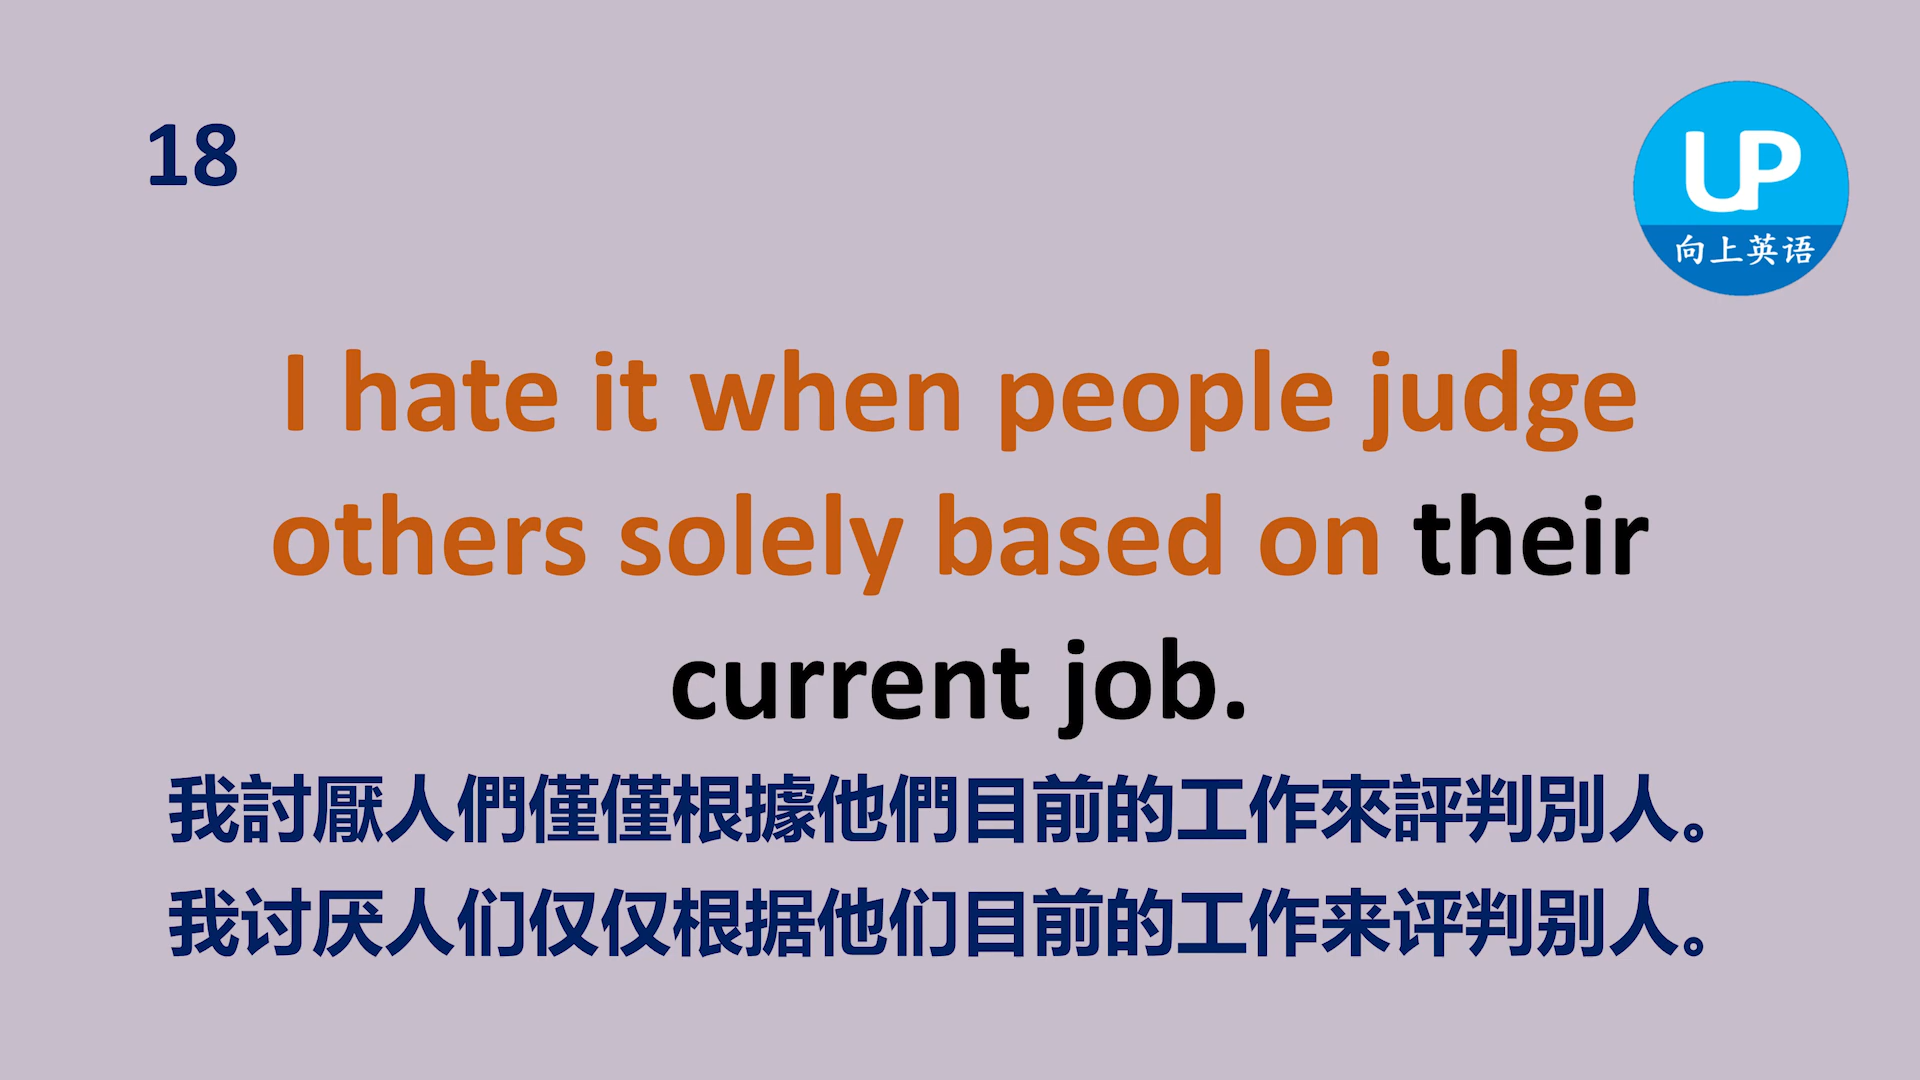 18
UP
向上英语
I hate it when people judge
others solely based on their
current job.
我討厭人們僅僅根據他們目前的工作來評判別人。
我讨厌人们仅仅根据他们目前的工作来评判别人。